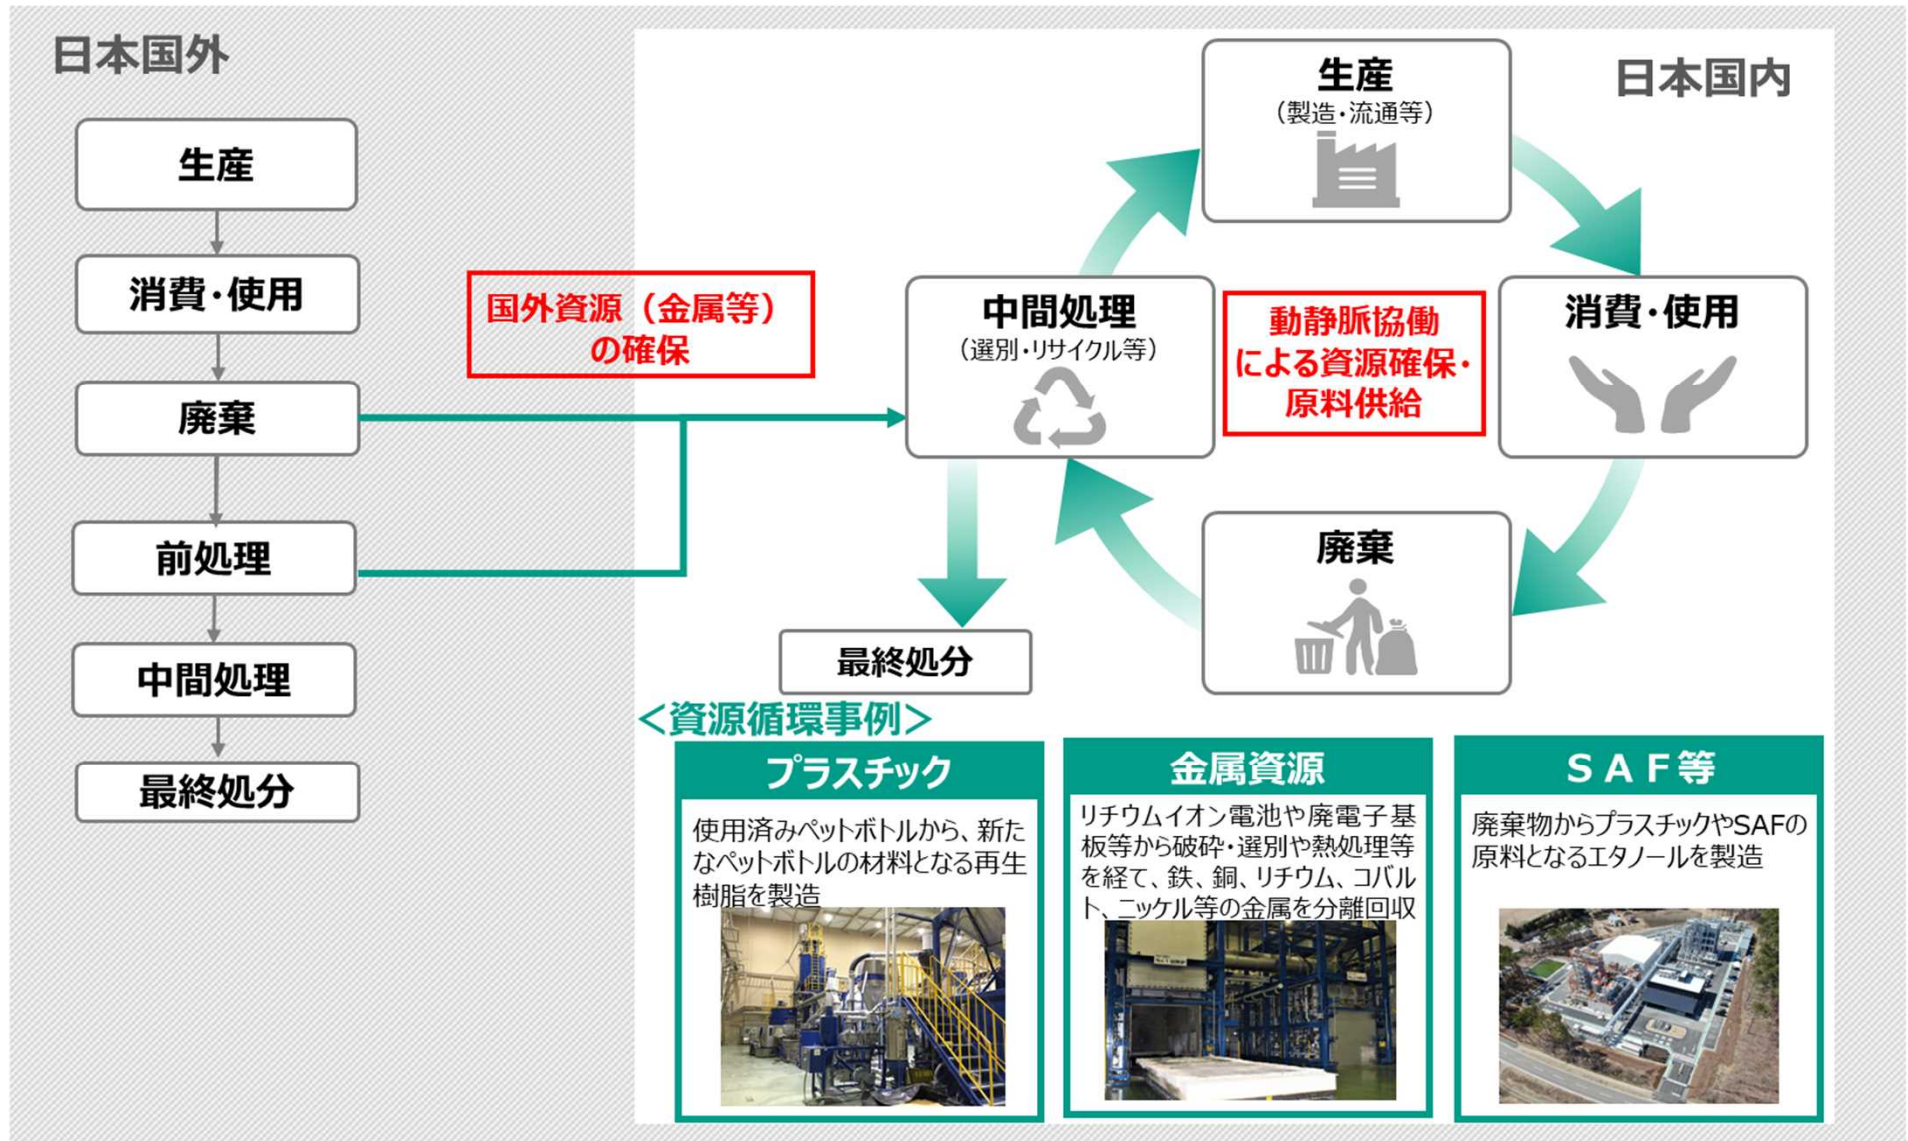 日本国外
生産
消費・使用
廃棄
前処理
中間処理
最終処分
国外資源（金属等）
の確保
日本国内
生産
（製造・流通等）
中間処理
（選別・リサイクル等）
動静脈協働
による資源確保・
原料供給
消費・使用
廃棄
最終処分
＜資源循環事例＞
プラスチック
使用済みペットボトルから、新た
なペットボトルの材料となる再生
樹脂を製造
金属資源
リチウムイオン電池や廃電子基
板等から破砕・選別や熱処理等
を経て、鉄、銅、リチウム、コバル
ト、ニッケル等の金属を分離回収
ＳＡＦ等
廃棄物からプラスチックやSAFの
原料となるエタノールを製造